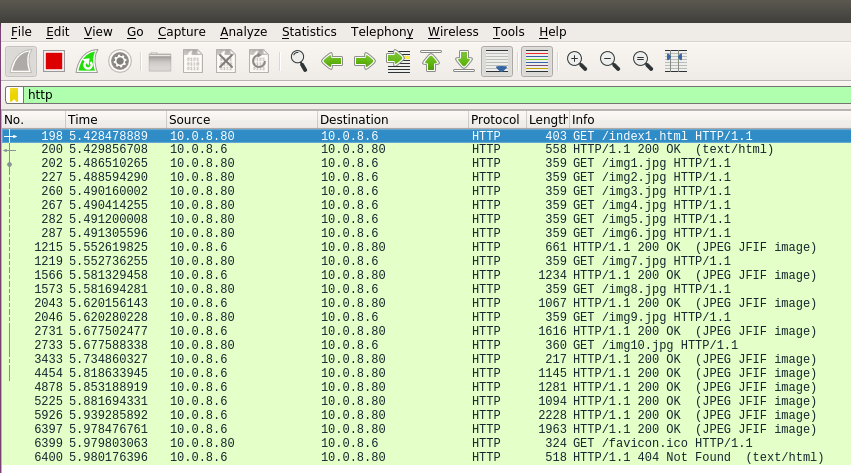 File Edit View Go Capture Analyze Statistics Telephony Wireless Tools Help
http
No. Time Source Destination Protocol Length Info
198 5.428478889 10.0.8.80 10.0.8.6 HTTP 403 GET /index1.html HTTP/1.1
200 5.429856708 10.0.8.6 10.0.8.80 HTTP 558 HTTP/1.1 200 OK (text/html)
202 5.486510265 10.0.8.80 10.0.8.6 HTTP 359 GET /img1.jpg HTTP/1.1
227 5.488594290 10.0.8.80 10.0.8.6 HTTP 359 GET /img2.jpg HTTP/1.1
260 5.490160002 10.0.8.80 10.0.8.6 HTTP 359 GET /img3.jpg HTTP/1.1
267 5.490414255 10.0.8.80 10.0.8.6 HTTP 359 GET /img4.jpg HTTP/1.1
282 5.491200008 10.0.8.80 10.0.8.6 HTTP 359 GET /img5.jpg HTTP/1.1
287 5.491305596 10.0.8.80 10.0.8.6 HTTP 359 GET /img6.jpg HTTP/1.1
1215 5.552619825 10.0.8.6 10.0.8.80 HTTP 661 HTTP/1.1 200 OK (JPEG JFIF image)
1219 5.552736255 10.0.8.80 10.0.8.6 HTTP 359 GET /img7.jpg HTTP/1.1
1566 5.581329458 10.0.8.6 10.0.8.80 HTTP 1234 HTTP/1.1 200 OK (JPEG JFIF image)
1573 5.581694281 10.0.8.80 10.0.8.6 HTTP 359 GET /img8.jpg HTTP/1.1
2043 5.620156143 10.0.8.6 10.0.8.80 HTTP 1067 HTTP/1.1 200 OK (JPEG JFIF image)
2046 5.620280228 10.0.8.80 10.0.8.6 HTTP 359 GET /img9.jpg HTTP/1.1
2731 5.677502477 10.0.8.6 10.0.8.80 HTTP 1616 HTTP/1.1 200 OK (JPEG JFIF image)
2733 5.677588338 10.0.8.80 10.0.8.6 HTTP 360 GET /img10.jpg HTTP/1.1
3433 5.734860327 10.0.8.6 10.0.8.80 HTTP 217 HTTP/1.1 200 OK (JPEG JFIF image)
4454 5.818633945 10.0.8.6 10.0.8.80 HTTP 1145 HTTP/1.1 200 OK (JPEG JFIF image)
4878 5.853188919 10.0.8.6 10.0.8.80 HTTP 1281 HTTP/1.1 200 OK (JPEG JFIF image)
5225 5.881694331 10.0.8.6 10.0.8.80 HTTP 1094 HTTP/1.1 200 OK (JPEG JFIF image)
5926 5.939285892 10.0.8.6 10.0.8.80 HTTP 2228 HTTP/1.1 200 OK (JPEG JFIF image)
6397 5.978476761 10.0.8.6 10.0.8.80 HTTP 1963 HTTP/1.1 200 OK (JPEG JFIF image)
6399 5.979803063 10.0.8.80 10.0.8.6 HTTP 324 GET /favicon.ico HTTP/1.1
6400 5.980176396 10.0.8.6 10.0.8.80 HTTP 518 HTTP/1.1 404 Not Found (text/html)